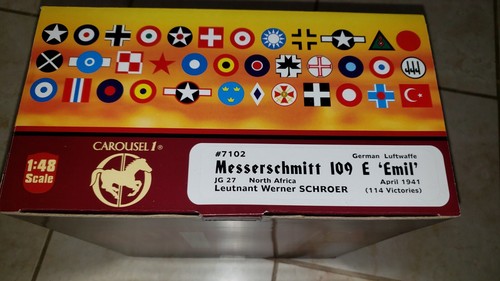 CAROUSEL 1®
1:48
Scale
#7102 German Luftwaffe
Messerschmitt 109 E 'Emil'
JG 27 North Africa April 1941
Leutnant Werner SCHROER (114 Victories)